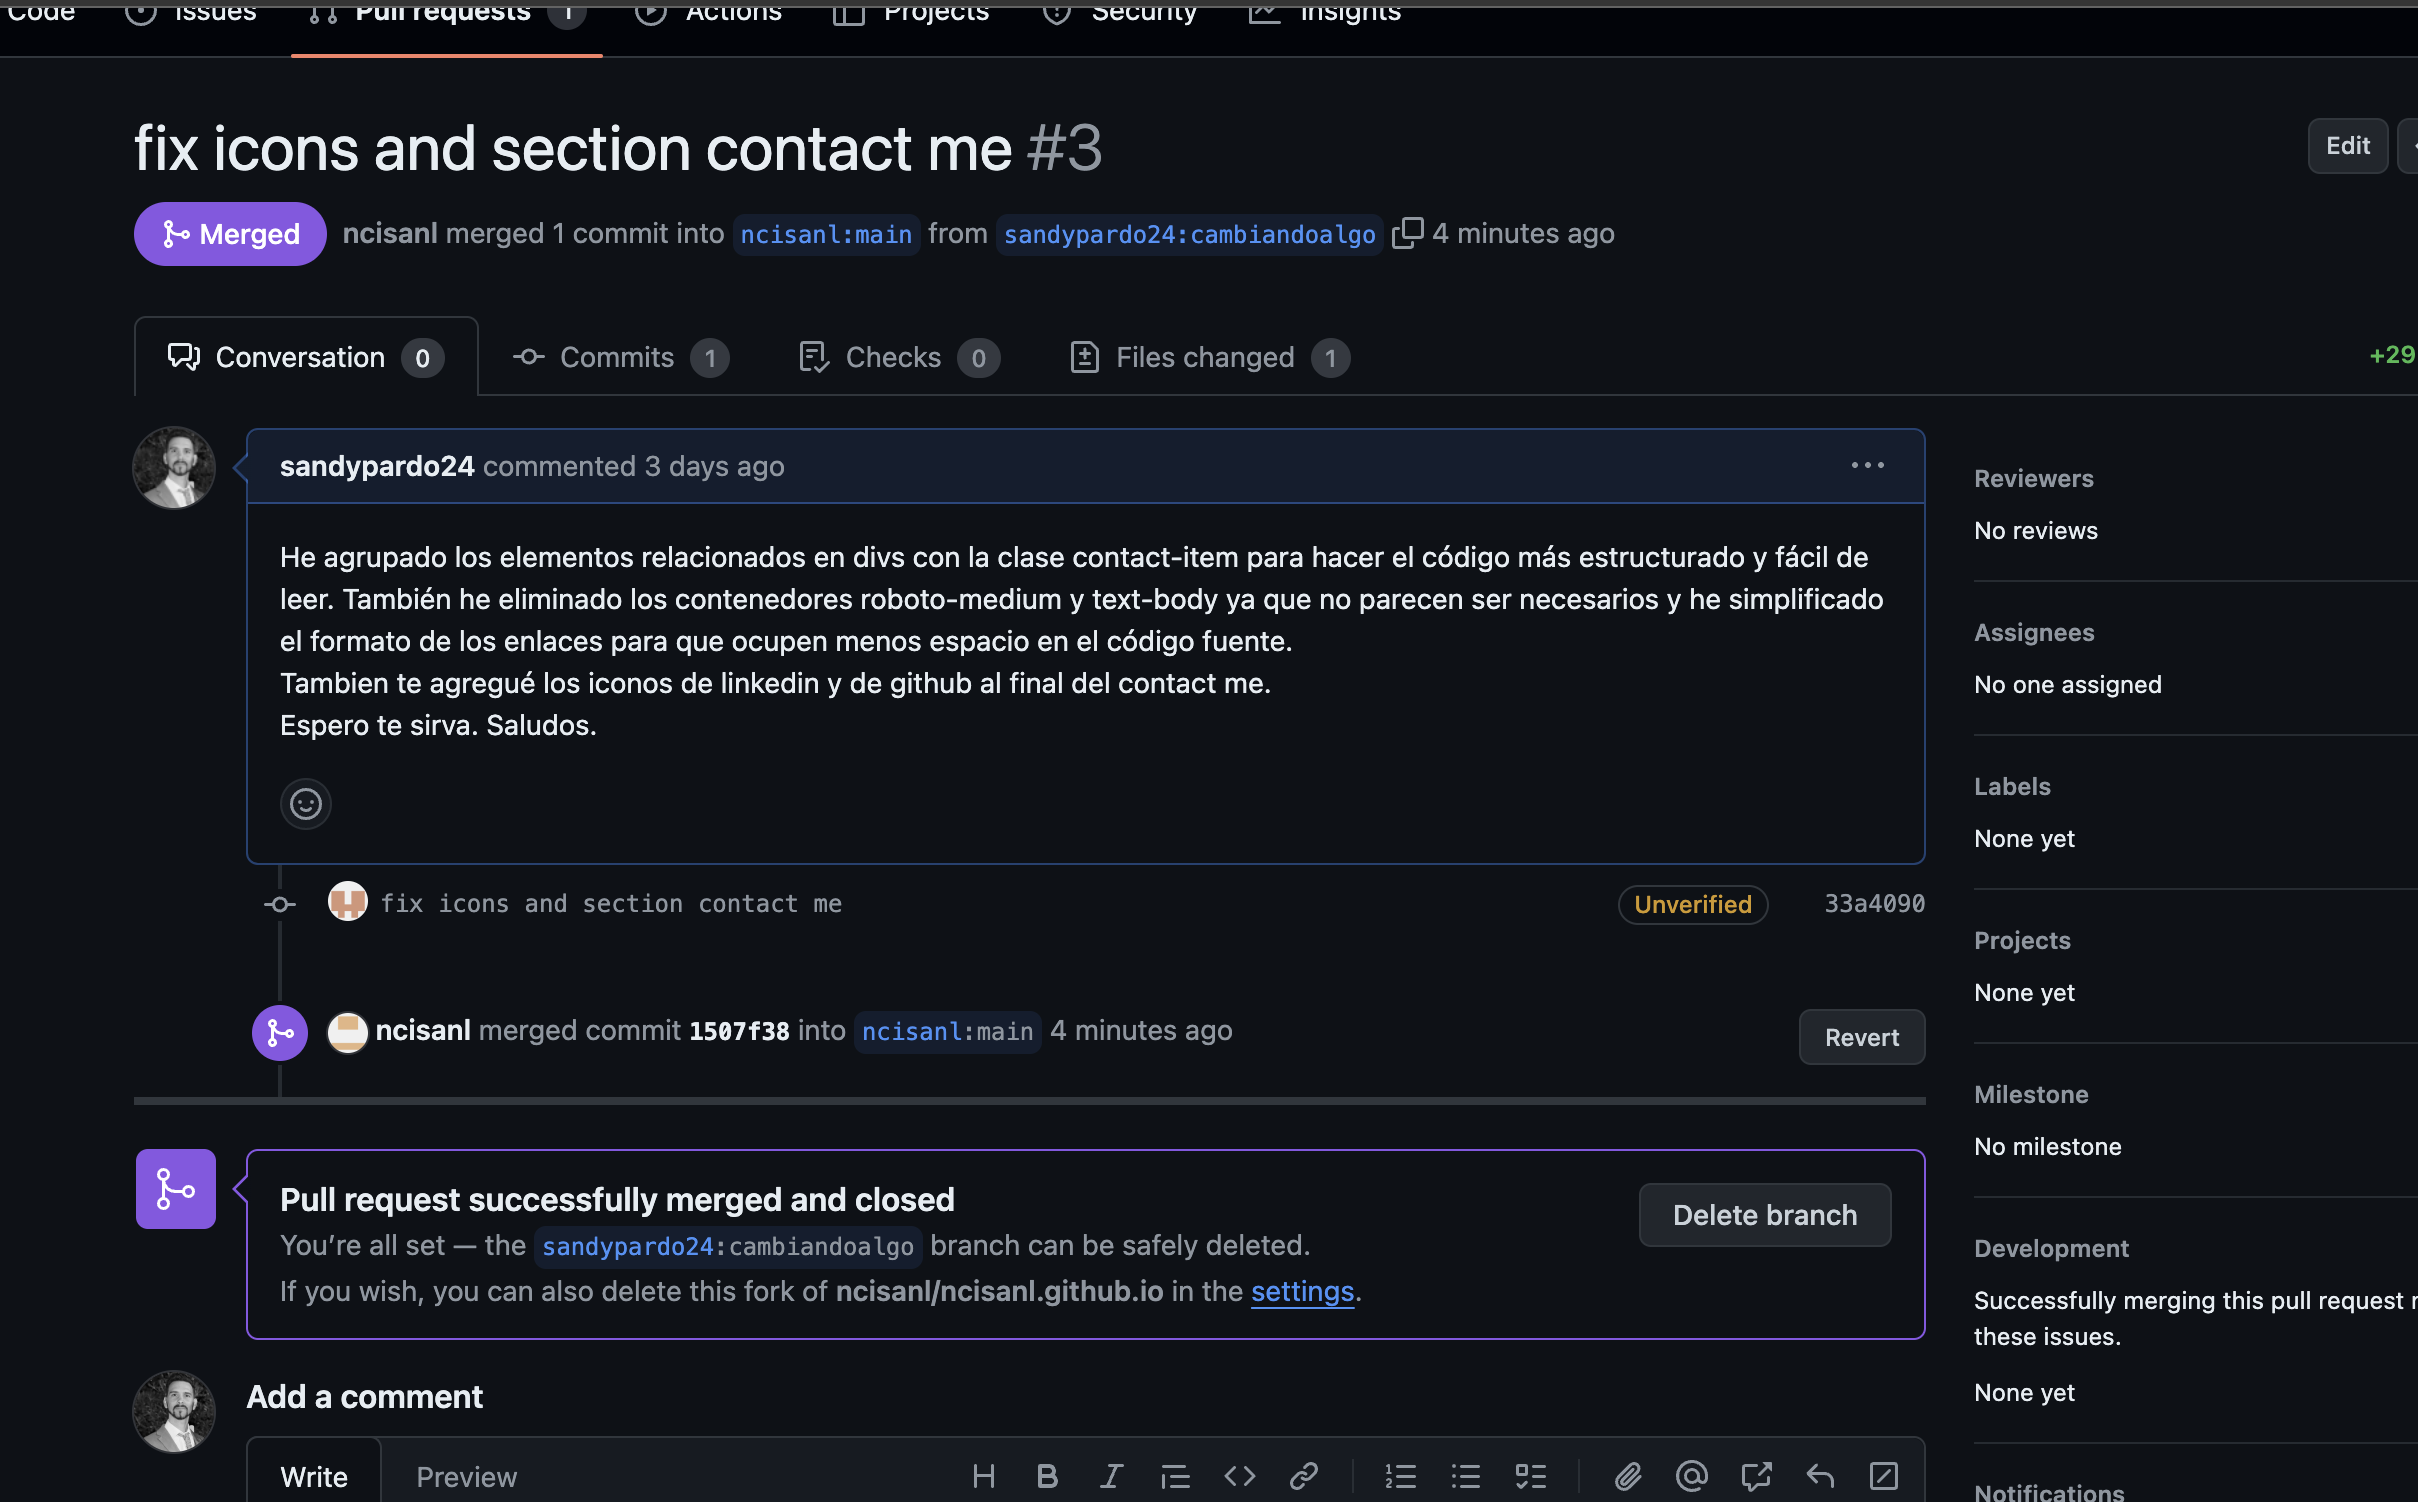 Code Issues Pull requests 1 Actions Projects Security Insights
fix icons and section contact me #3
Edit
Merged ncisanl merged 1 commit into ncisanl:main from sandypardo24:cambiandoalgo 4 minutes ago
Conversation 0 Commits 1 Checks 0 Files changed 1 +29
sandypardo24 commented 3 days ago
He agrupado los elementos relacionados en divs con la clase contact-item para hacer el código más estructurado y fácil de
leer. También he eliminado los contenedores roboto-medium y text-body ya que no parecen ser necesarios y he simplificado
el formato de los enlaces para que ocupen menos espacio en el código fuente.
Tambien te agregué los iconos de linkedin y de github al final del contact me.
Espero te sirva. Saludos.
fix icons and section contact me Unverified 33a4090
ncisanl merged commit 1507f38 into ncisanl:main 4 minutes ago Revert
Pull request successfully merged and closed
You're all set — the sandypardo24:cambiandoalgo branch can be safely deleted.
If you wish, you can also delete this fork of ncisanl/ncisanl.github.io in the settings.
Delete branch
Add a comment
Write Preview
Reviewers
No reviews
Assignees
No one assigned
Labels
None yet
Projects
None yet
Milestone
No milestone
Development
Successfully merging this pull request
these issues.
None yet
Notifications